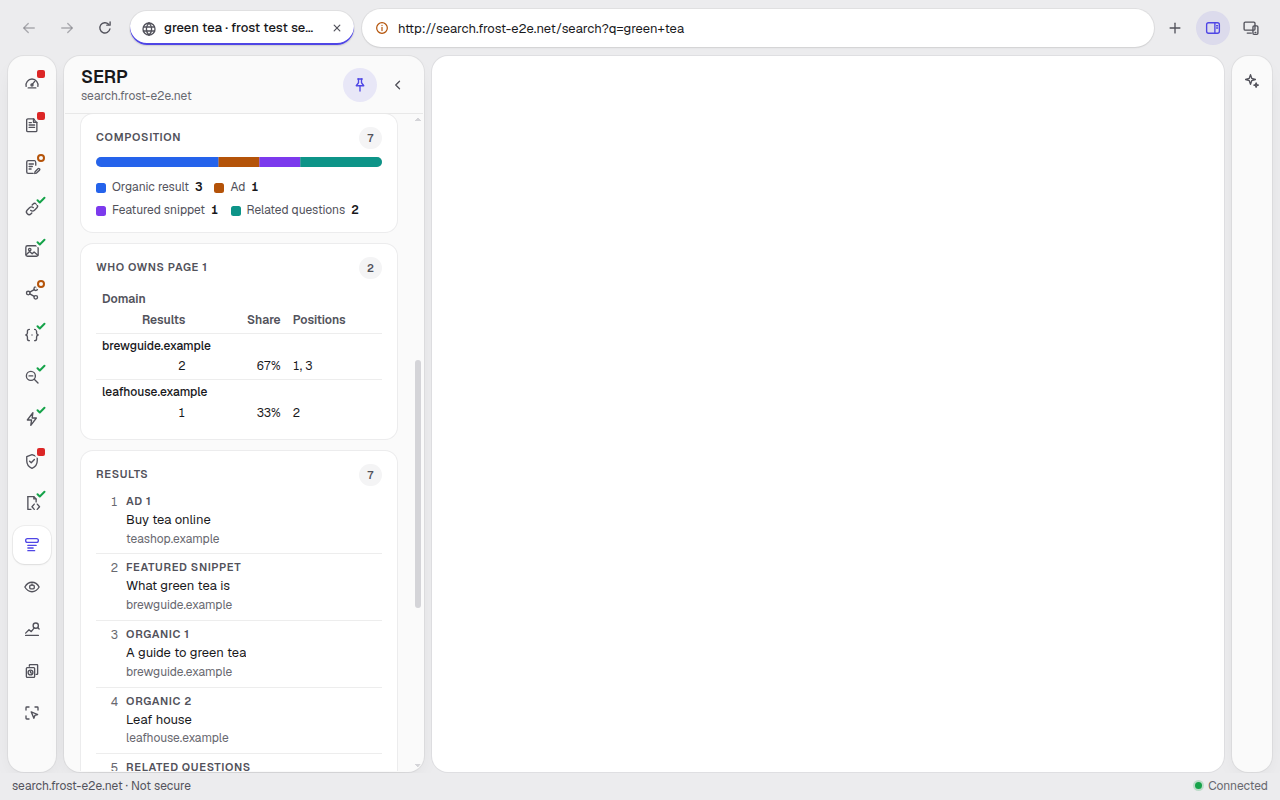 green tea · frost test se...
http://search.frost-e2e.net/search?q=green+tea
SERP
search.frost-e2e.net
COMPOSITION 7
Organic result 3 Ad 1
Featured snippet 1 Related questions 2
WHO OWNS PAGE 1 2
Domain
Results Share Positions
brewguide.example
2 67% 1, 3
leafhouse.example
1 33% 2
RESULTS 7
1 AD 1
Buy tea online
teashop.example
2 FEATURED SNIPPET
What green tea is
brewguide.example
3 ORGANIC 1
A guide to green tea
brewguide.example
4 ORGANIC 2
Leaf house
leafhouse.example
5 RELATED QUESTIONS
search.frost-e2e.net · Not secure
Connected